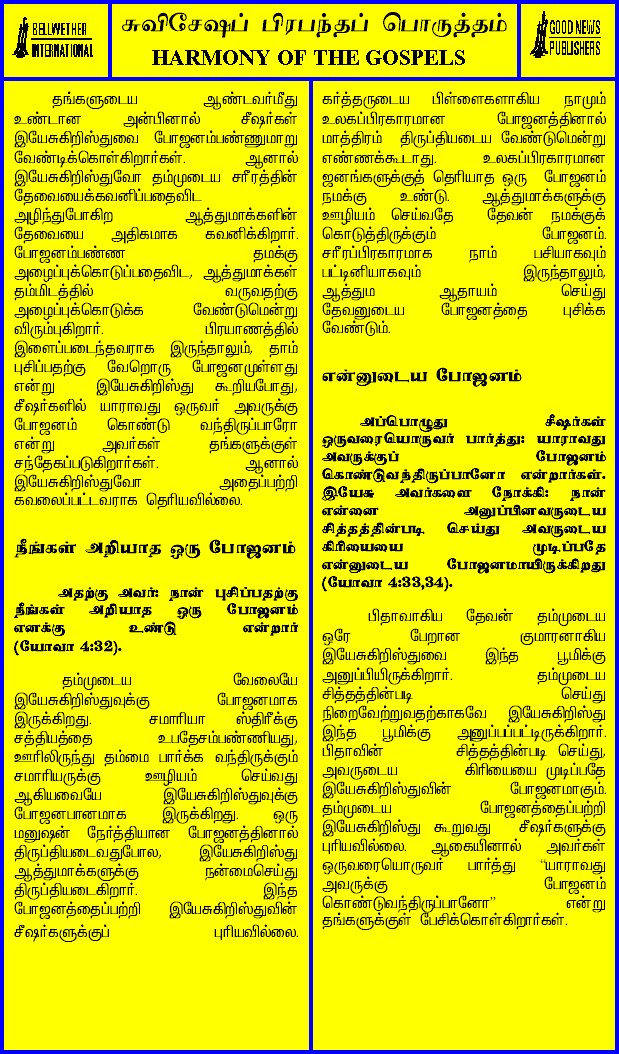 BELLWETHER
INTERNATIONAL
சுவிசேஷப் பிரபந்தப் பொருத்தம்
HARMONY OF THE GOSPELS
GOOD NEWS
PUBLISHERS
தங்களுடைய ஆண்டவர்மீது
உண்டான அன்பினால் சீஷர்கள்
இயேசுகிறிஸ்துவை போஜனம்பண்ணுமாறு
வேண்டிக்கொள்கிறார்கள். ஆனால்
இயேசுகிறிஸ்துவோ தம்முடைய சரீரத்தின்
தேவையைக்கவனிப்பதைவிட
அழிந்துபோகிற ஆத்துமாக்களின்
தேவையை அதிகமாக கவனிக்கிறார்.
போஜனம்பண்ண தமக்கு
அழைப்புக்கொடுப்பதைவிட, ஆத்துமாக்கள்
தம்மிடத்தில் வருவதற்கு
அழைப்புக்கொடுக்க வேண்டுமென்று
விரும்புகிறார். பிரயாணத்தில்
இளைப்படைந்தவராக இருந்தாலும், தாம்
புசிப்பதற்கு வேறொரு போஜனமுள்ளது
என்று இயேசுகிறிஸ்து கூறியபோது,
சீஷர்களில் யாராவது ஒருவர் அவருக்கு
போஜனம் கொண்டு வந்திருப்பாரோ
என்று அவர்கள் தங்களுக்குள்
சந்தேகப்படுகிறார்கள். ஆனால்
இயேசுகிறிஸ்துவோ அதைப்பற்றி
கவலைப்பட்டவராக தெரியவில்லை.
நீங்கள் அறியாத ஒரு போஜனம்
அதற்கு அவர்: நான் புசிப்பதற்கு
நீங்கள் அறியாத ஒரு போஜனம்
எனக்கு உண்டு என்றார்
(யோவா 4:32).
தம்முடைய வேலையே
இயேசுகிறிஸ்துவுக்கு போஜனமாக
இருக்கிறது. சமாரியா ஸ்திரீக்கு
சத்தியத்தை உபதேசம்பண்ணியது,
ஊரிலிருந்து தம்மை பார்க்க வந்திருக்கும்
சமாரியருக்கு ஊழியம் செய்வது
ஆகியவையே இயேசுகிறிஸ்துவுக்கு
போஜனபானமாக இருக்கிறது. ஒரு
மனுஷன் நேர்த்தியான போஜனத்தினால்
திருப்தியடைவதுபோல, இயேசுகிறிஸ்து
ஆத்துமாக்களுக்கு நன்மைசெய்து
திருப்தியடைகிறார். இந்த
போஜனத்தைப்பற்றி இயேசுகிறிஸ்துவின்
சீஷர்களுக்குப் புரியவில்லை.
கர்த்தருடைய பிள்ளைகளாகிய நாமும்
உலகப்பிரகாரமான போஜனத்தினால்
மாத்திரம் திருப்தியடைய வேண்டுமென்று
எண்ணக்கூடாது. உலகப்பிரகாரமான
ஜனங்களுக்குத் தெரியாத ஒரு போஜனம்
நமக்கு உண்டு. ஆத்துமாக்களுக்கு
ஊழியம் செய்வதே தேவன் நமக்குக்
கொடுத்திருக்கும் போஜனம்.
சரீரப்பிரகாரமாக நாம் பசியாகவும்
பட்டினியாகவும் இருந்தாலும்,
ஆத்தும ஆதாயம் செய்து
தேவனுடைய போஜனத்தை புசிக்க
வேண்டும்.
என்னுடைய போஜனம்
அப்பொழுது சீஷர்கள்
ஒருவரையொருவர் பார்த்து: யாராவது
அவருக்குப் போஜனம்
கொண்டுவந்திருப்பானோ என்றார்கள்.
இயேசு அவர்களை நோக்கி: நான்
என்னை அனுப்பினவருடைய
சித்தத்தின்படி செய்து அவருடைய
கிரியையை முடிப்பதே
என்னுடைய போஜனமாயிருக்கிறது
(யோவா 4:33,34).
பிதாவாகிய தேவன் தம்முடைய
ஒரே பேறான குமாரனாகிய
இயேசுகிறிஸ்துவை இந்த பூமிக்கு
அனுப்பியிருக்கிறார். தம்முடைய
சித்தத்தின்படி செய்து
நிறைவேற்றுவதற்காகவே இயேசுகிறிஸ்து
இந்த பூமிக்கு அனுப்பப்பட்டிருக்கிறார்.
பிதாவின் சித்தத்தின்படி செய்து,
அவருடைய கிரியையை முடிப்பதே
இயேசுகிறிஸ்துவின் போஜனமாகும்.
தம்முடைய போஜனத்தைப்பற்றி
இயேசுகிறிஸ்து கூறுவது சீஷர்களுக்கு
புரியவில்லை. ஆகையினால் அவர்கள்
ஒருவரையொருவர் பார்த்து “யாராவது
அவருக்கு போஜனம்
கொண்டுவந்திருப்பானோ” என்று
தங்களுக்குள் பேசிக்கொள்கிறார்கள்.